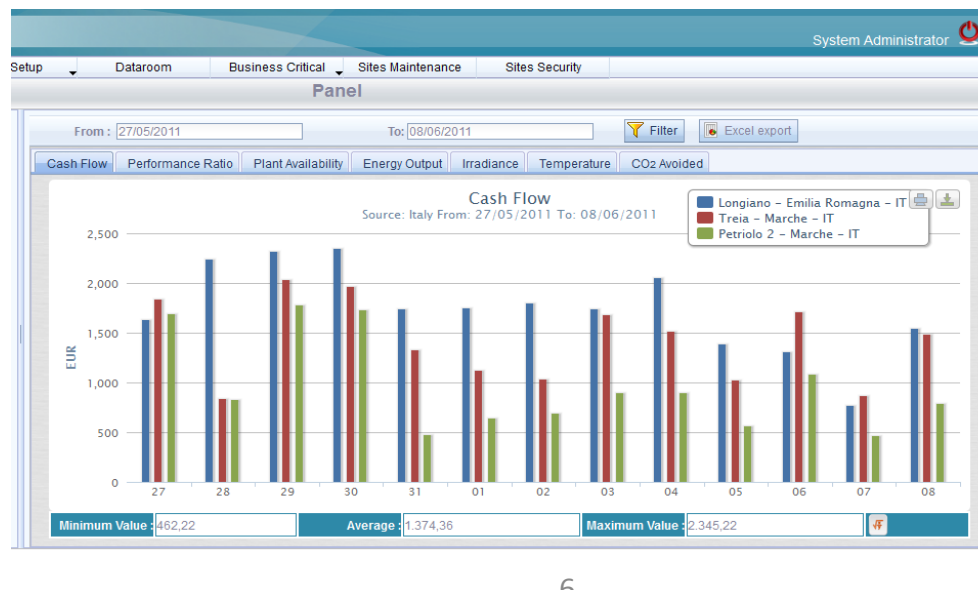 System Administrator
Setup Dataroom Business Critical Sites Maintenance Sites Security
Panel
From : 27/05/2011 To: 08/06/2011 Filter Excel export
Cash Flow Performance Ratio Plant Availability Energy Output Irradiance Temperature CO2 Avoided
Cash Flow
Source: Italy From: 27/05/2011 To: 08/06/2011
Longiano - Emilia Romagna - IT
Treia - Marche - IT
Petriolo 2 - Marche - IT
EUR
2,500
2,000
1,500
1,000
500
0
27 28 29 30 31 01 02 03 04 05 06 07 08
Minimum Value : 462,22 Average : 1.374,36 Maximum Value : 2.345,22
6